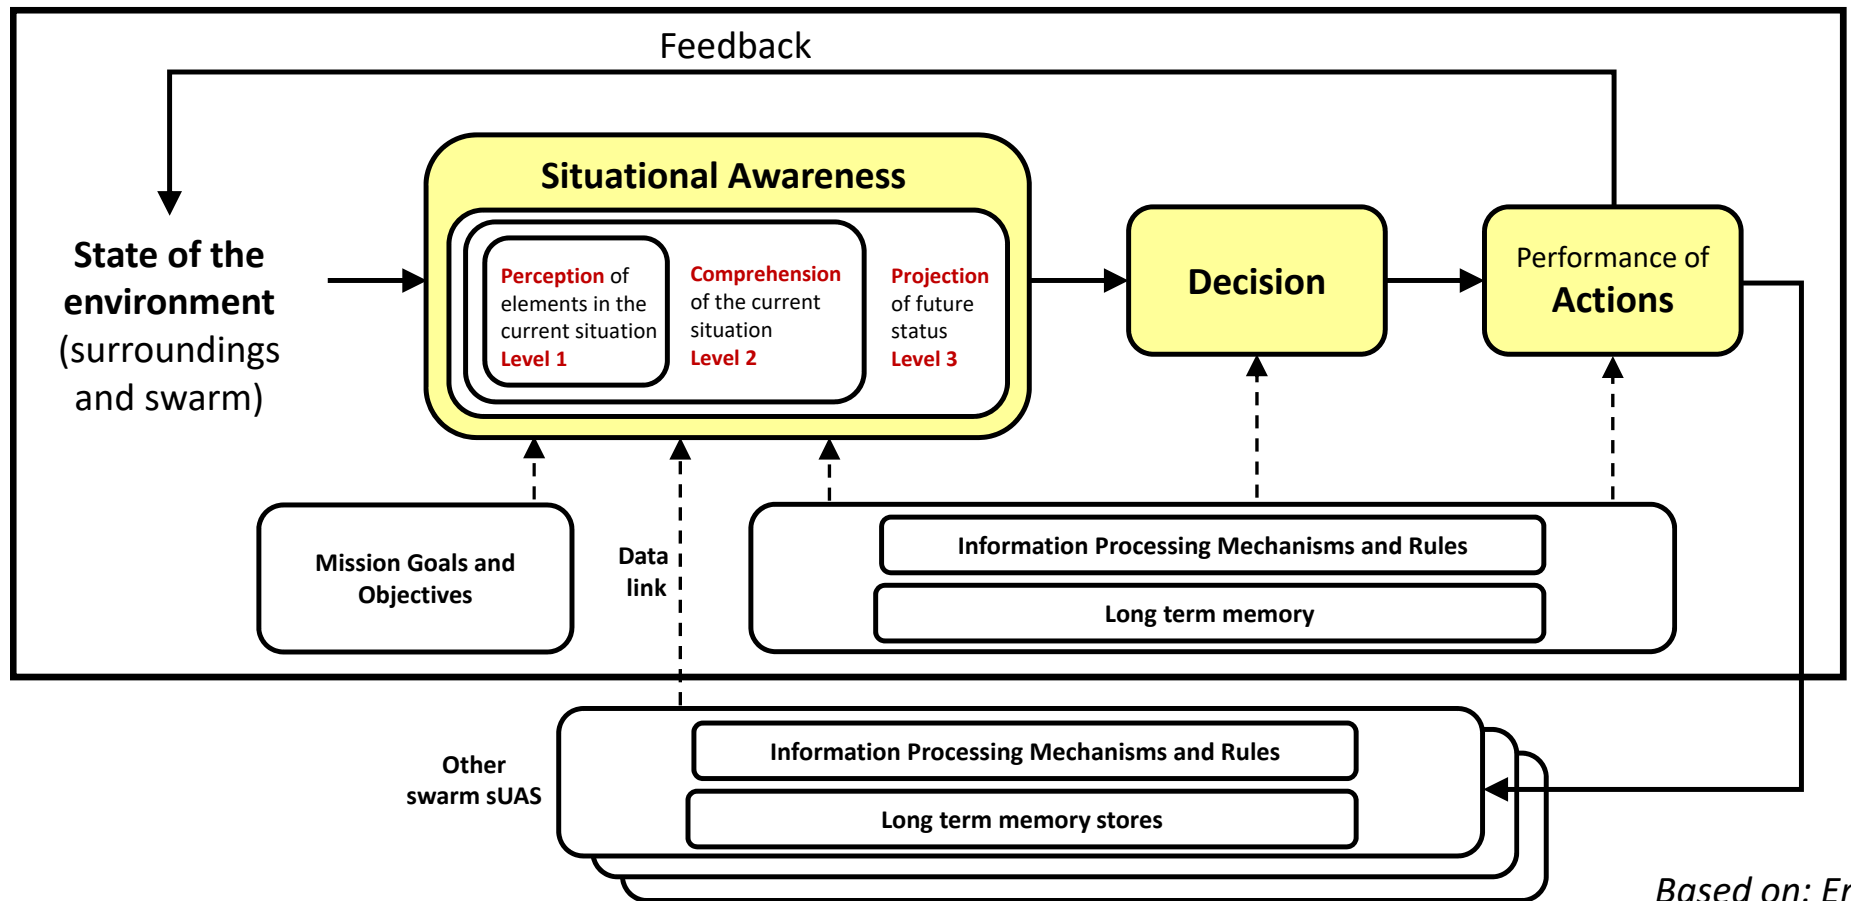 Feedback
State of the
environment
(surroundings
and swarm)
Situational Awareness
Perception of
elements in the
current situation
Level 1
Comprehension
of the current
situation
Level 2
Projection
of future
status
Level 3
Decision
Performance of
Actions
Mission Goals and
Objectives
Data
link
Information Processing Mechanisms and Rules
Long term memory
Other
swarm sUAS
Information Processing Mechanisms and Rules
Long term memory stores
Based on: